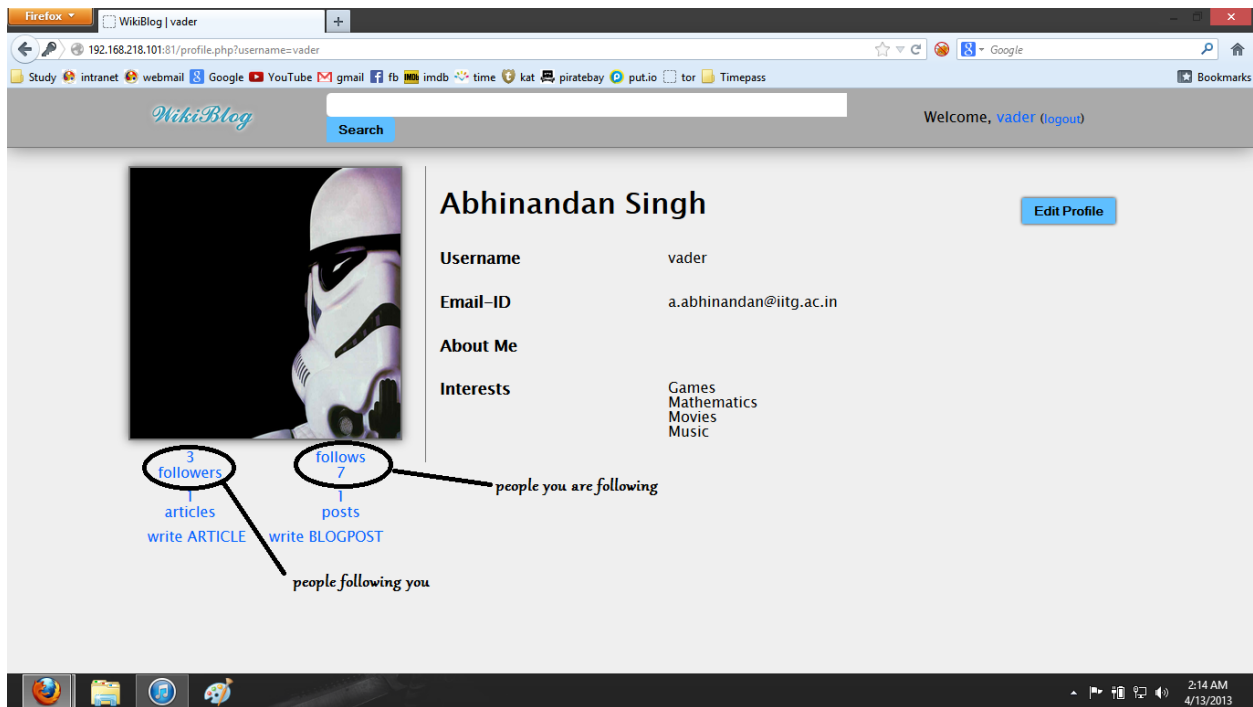 Firefox
WikiBlog | vader
192.168.218.101:81/profile.php?username=vader
Google
Study intranet webmail Google YouTube gmail fb imdb time kat piratebay put.io tor Timepass
Bookmarks
WikiBlog
Search
Welcome, vader (logout)
Abhinandan Singh
Edit Profile
Username vader
Email-ID a.abhinandan@iitg.ac.in
About Me
Interests Games
Mathematics
Movies
Music
3
followers
follows
7
people you are following
1
articles
1
posts
write ARTICLE write BLOGPOST
people following you
2:14 AM
4/13/2013